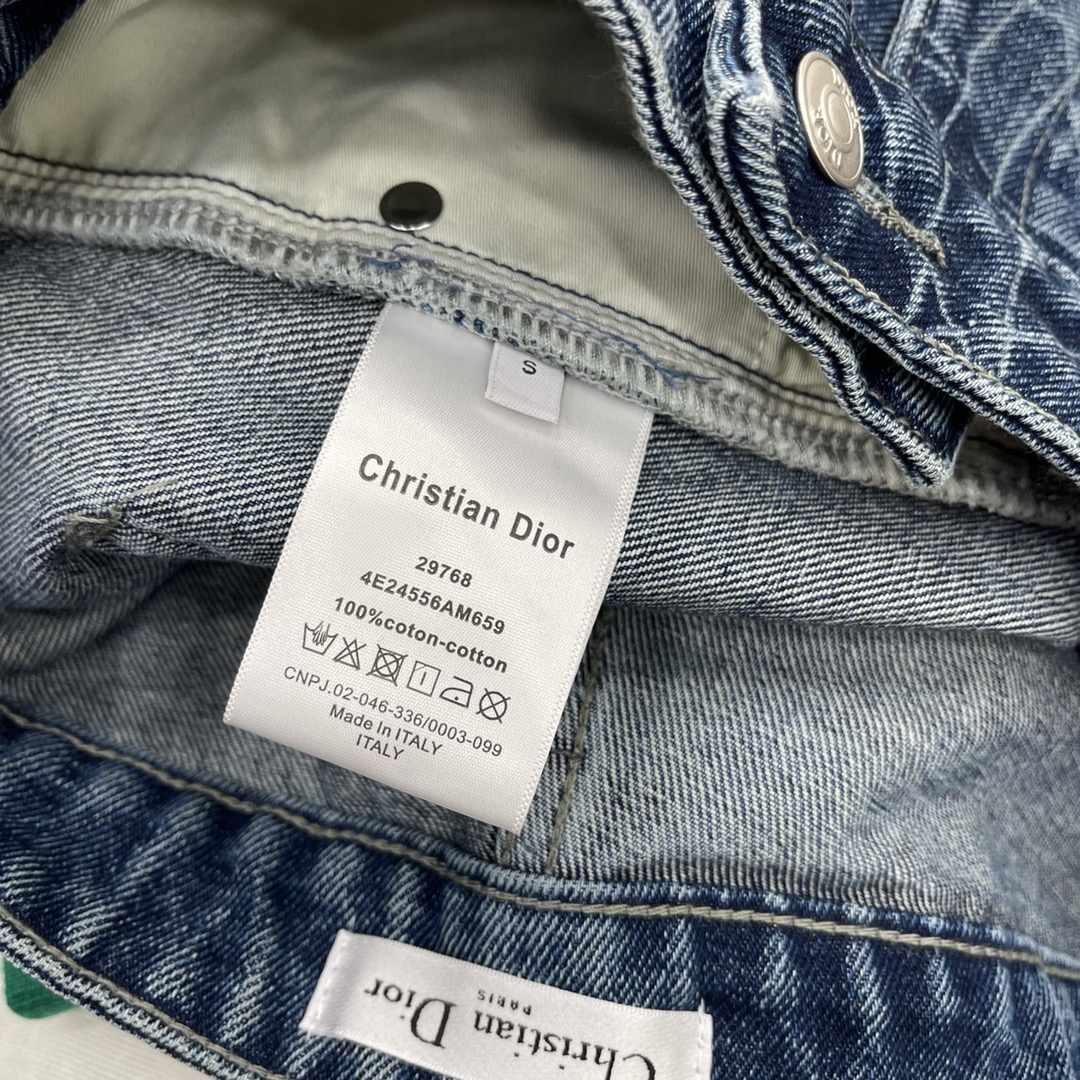 DIOR
S
Christian Dior
29768
4E24556AM659
100%coton-cotton
CNPJ.02-046-336/0003-099
Made In ITALY
ITALY
Christian Dior
PARIS